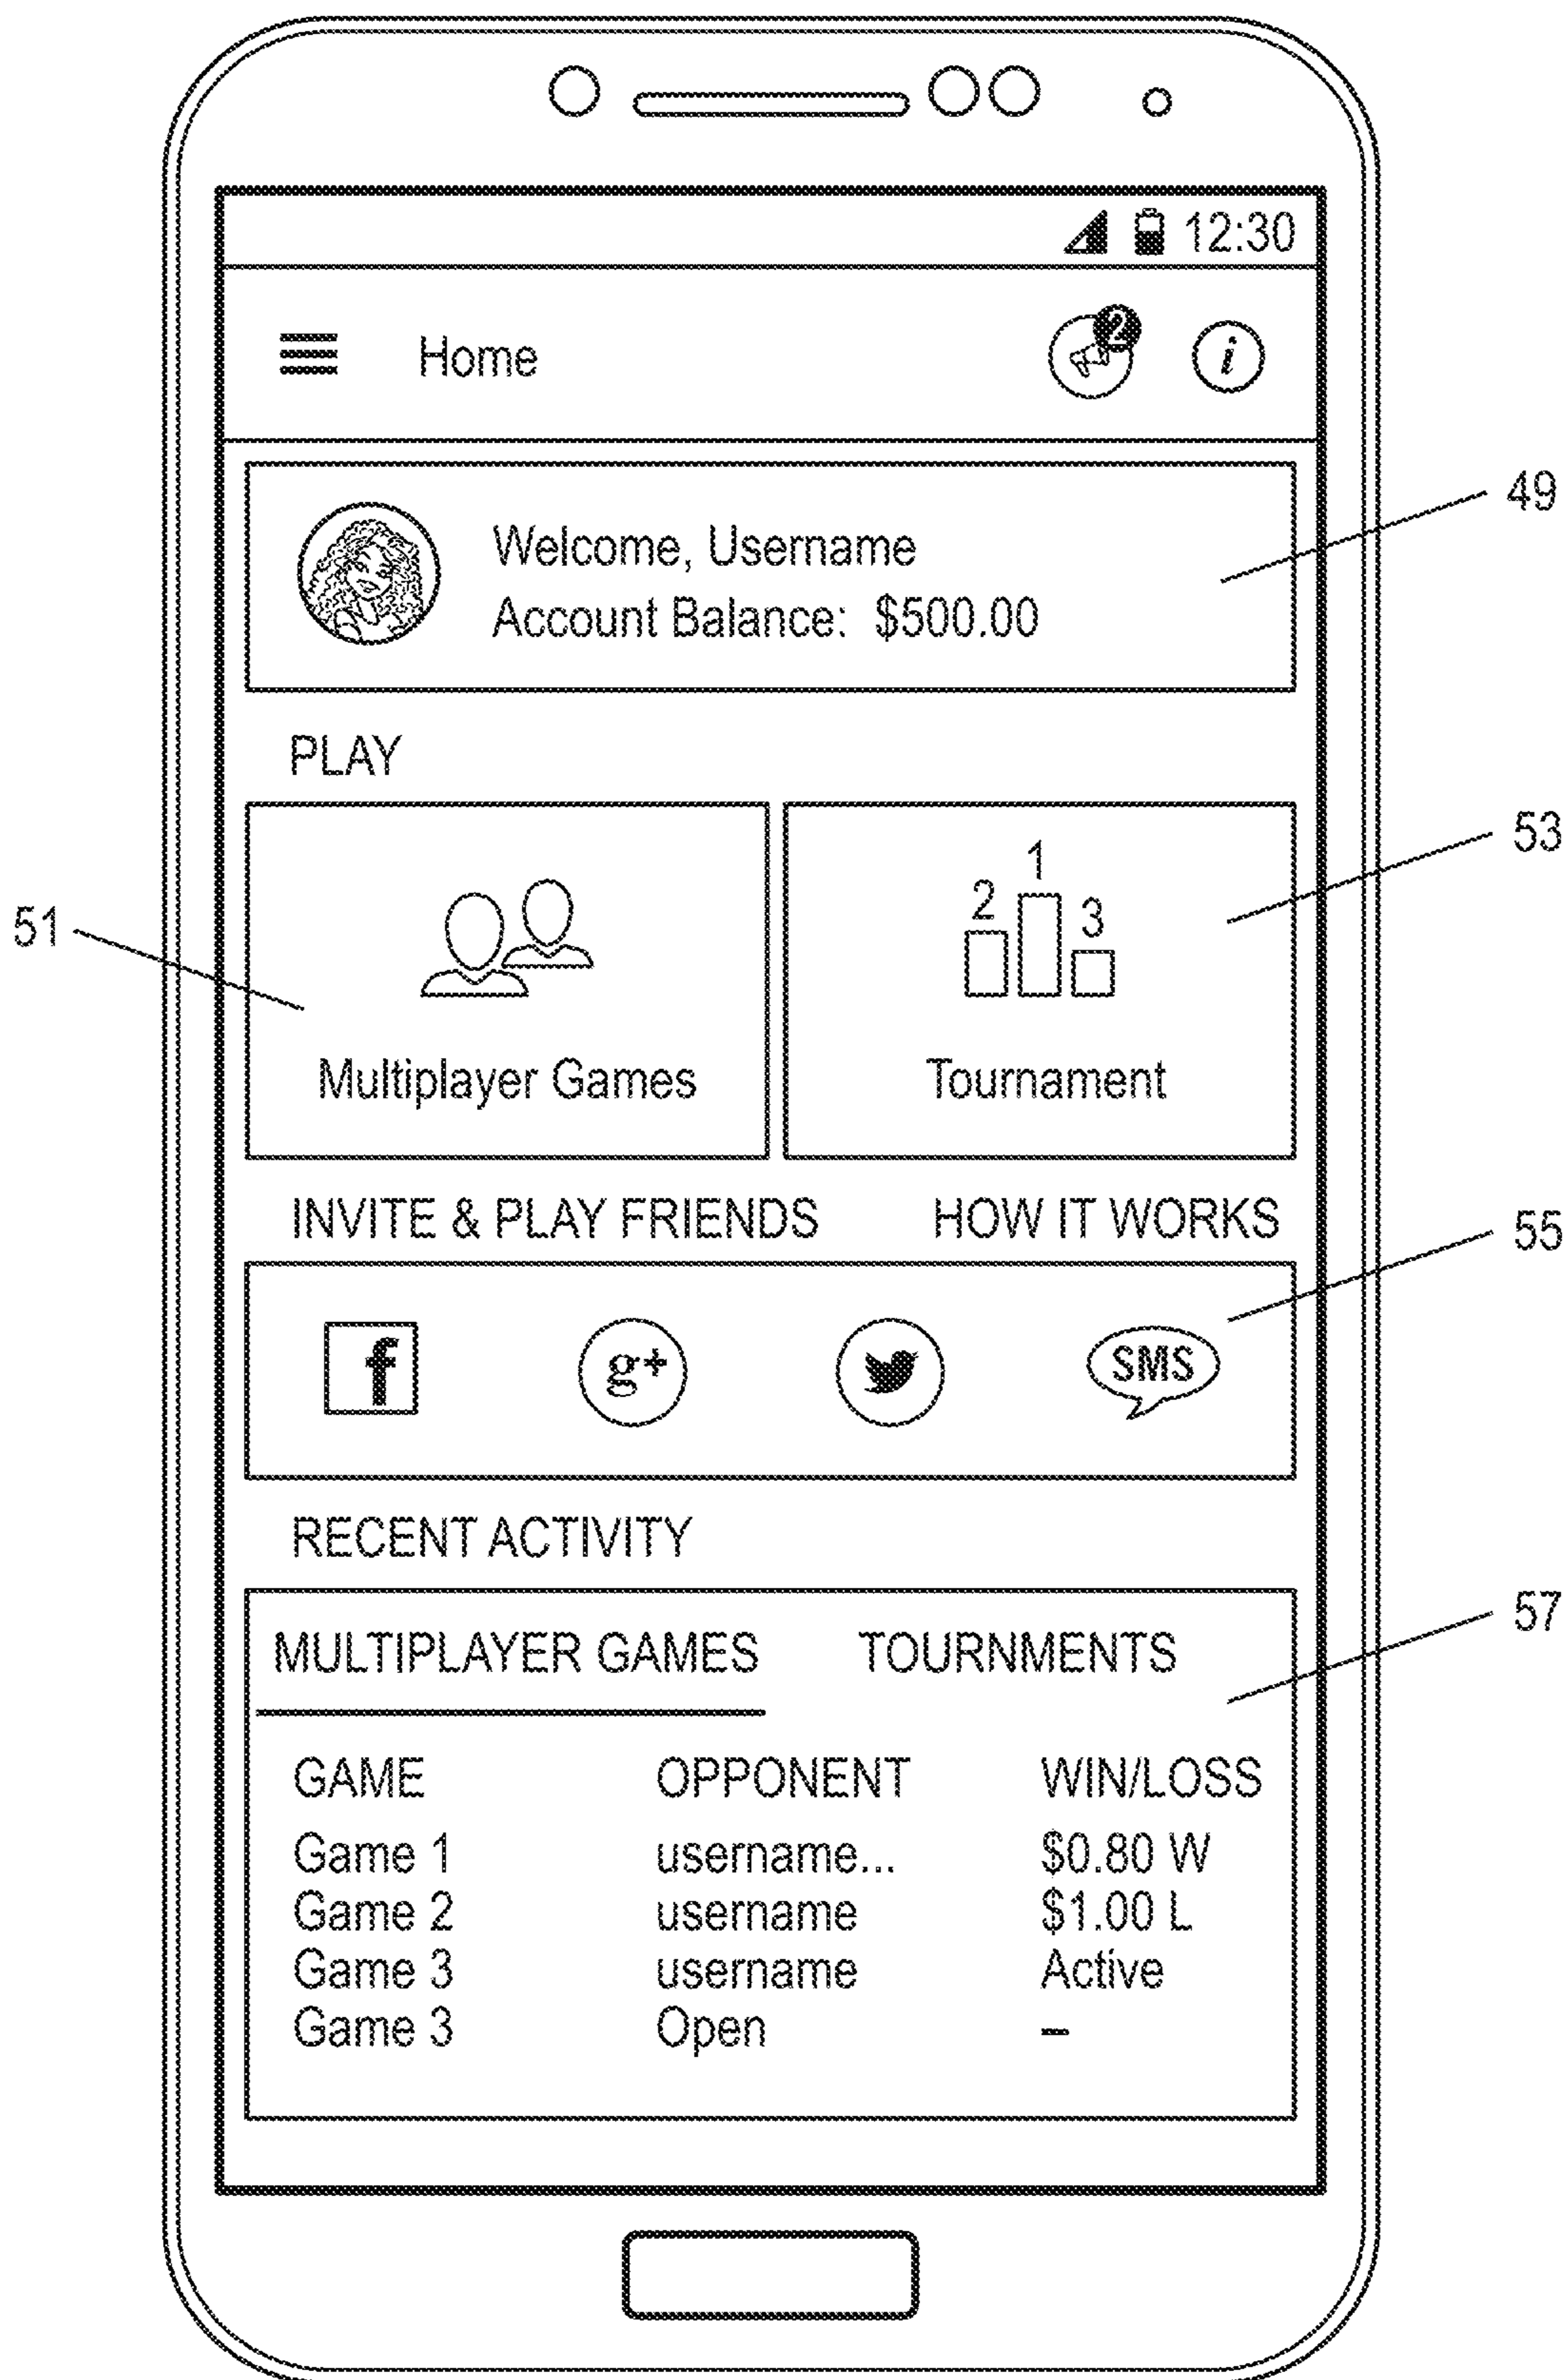 12:30
Home
2
i
49
Welcome, Username
Account Balance: $500.00
PLAY
53
1
2
3
51
Multiplayer Games
Tournament
INVITE & PLAY FRIENDS HOW IT WORKS
55
f g+ SMS
RECENT ACTIVITY
57
MULTIPLAYER GAMES TOURNMENTS
GAME OPPONENT WIN/LOSS
Game 1 username... $0.80 W
Game 2 username $1.00 L
Game 3 username Active
Game 3 Open –